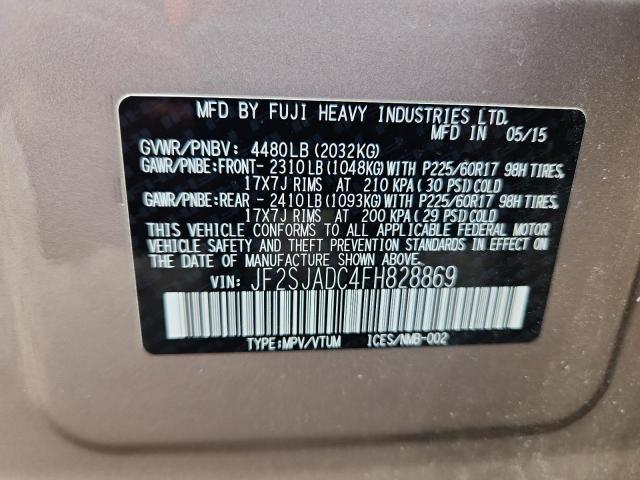 MFD BY FUJI HEAVY INDUSTRIES LTD.
MFD IN 05/15
GVWR/PNBV: 4480LB(2032KG)
GAWR/PNBE:FRONT- 2310LB(1048KG)WITH P225/60R17 98H TIRES,
17X7J RIMS AT 210 KPA(30 PSI)COLD
GAWR/PNBE:REAR - 2410LB(1093KG)WITH P225/60R17 98H TIRES,
17X7J RIMS AT 200 KPA(29 PSI)COLD
THIS VEHICLE CONFORMS TO ALL APPLICABLE FEDERAL MOTOR
VEHICLE SAFETY AND THEFT PREVENTION STANDARDS IN EFFECT ON
THE DATE OF MANUFACTURE SHOWN ABOVE.
VIN: JF2SJADC4FH828869
TYPE:MPV/VTUM ICES/NMB-002